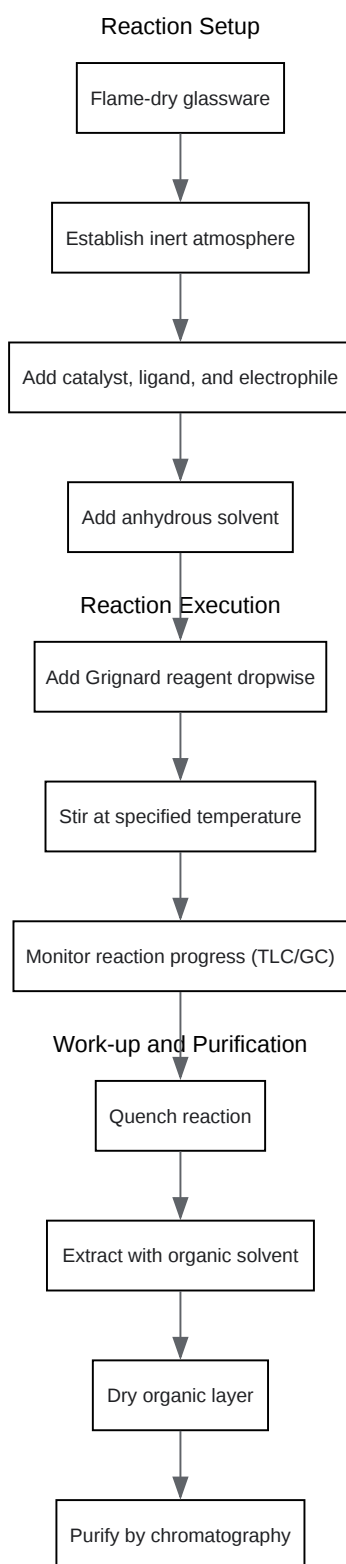 Reaction Setup
Flame-dry glassware
Establish inert atmosphere
Add catalyst, ligand, and electrophile
Add anhydrous solvent
Reaction Execution
Add Grignard reagent dropwise
Stir at specified temperature
Monitor reaction progress (TLC/GC)
Work-up and Purification
Quench reaction
Extract with organic solvent
Dry organic layer
Purify by chromatography